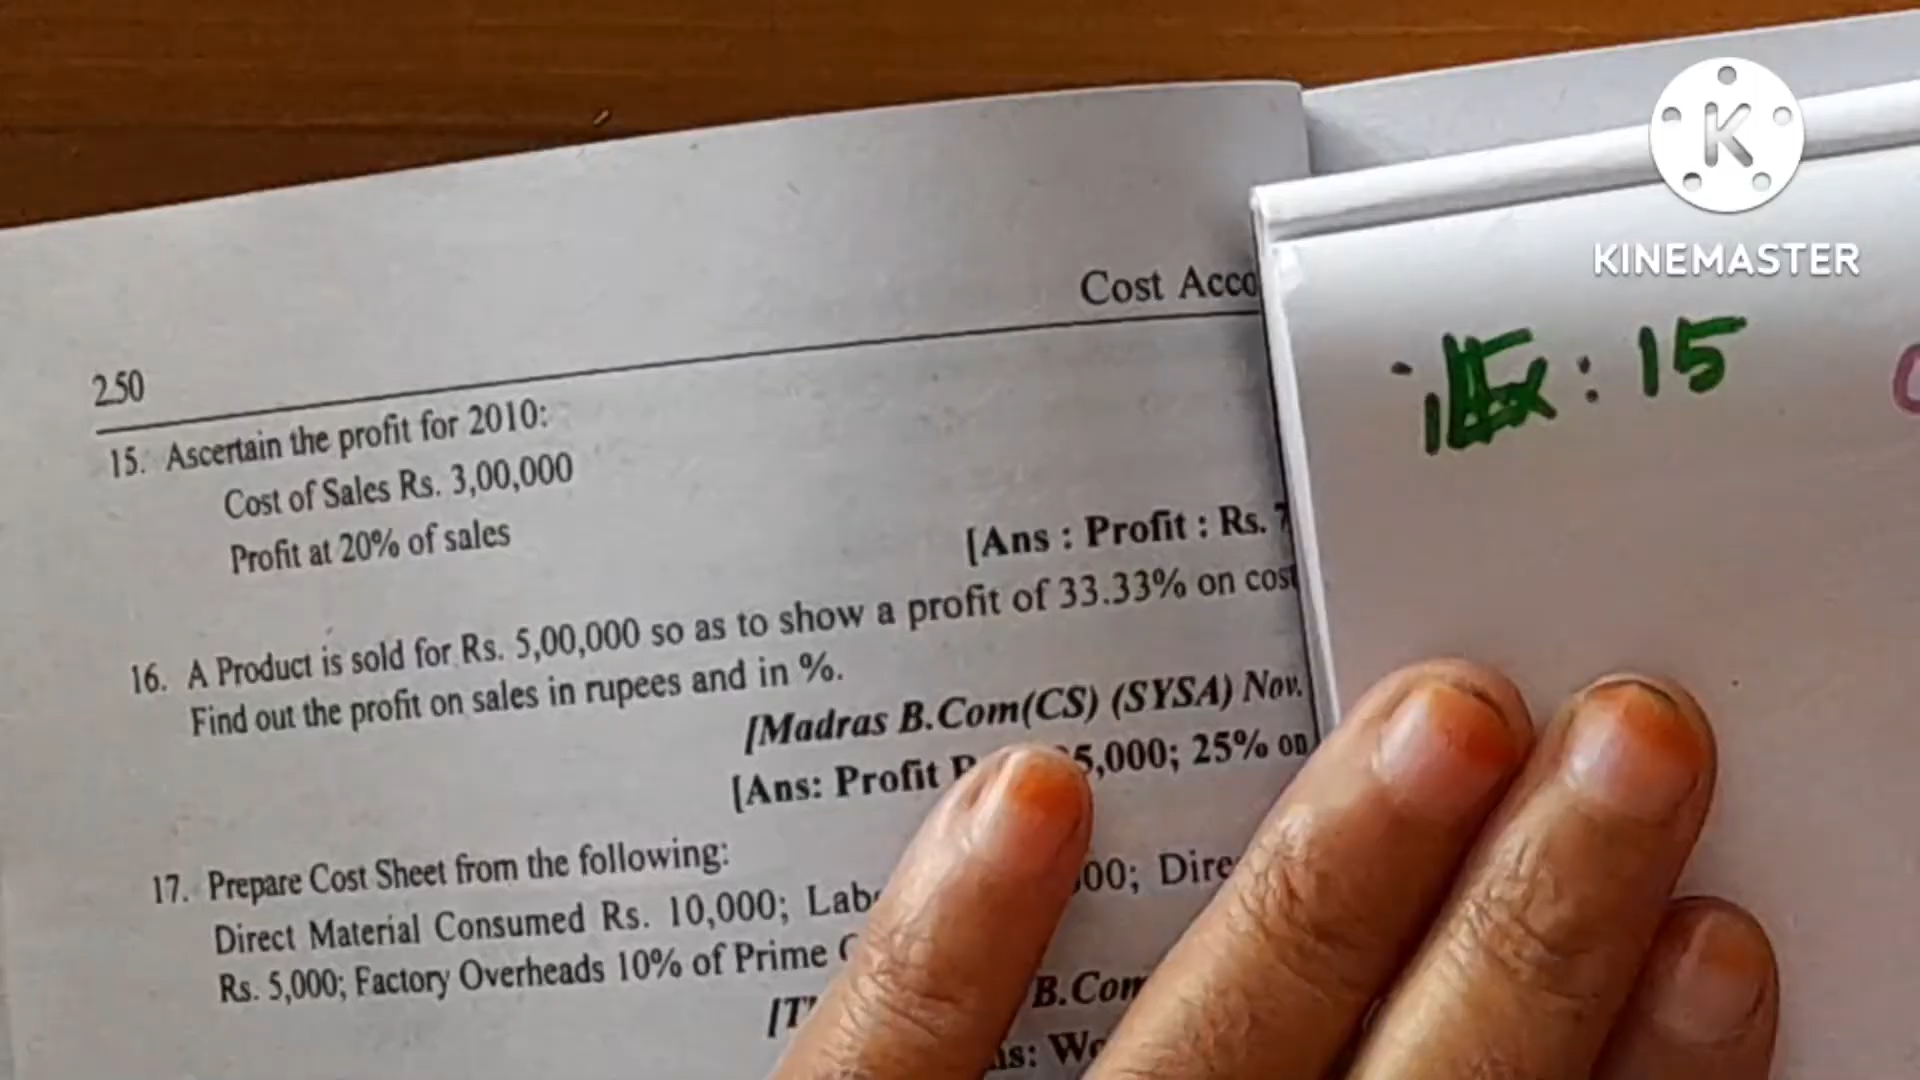 KINEMASTER
Cost Acco
2.50
Ex: 15
15. Ascertain the profit for 2010:
Cost of Sales Rs. 3,00,000
Profit at 20% of sales
[Ans : Profit : Rs. 7
16. A Product is sold for Rs. 5,00,000 so as to show a profit of 33.33% on cost
Find out the profit on sales in rupees and in %.
[Madras B.Com(CS) (SYSA) Nov.
[Ans: Profit 5,000; 25% on
17. Prepare Cost Sheet from the following:
Direct Material Consumed Rs. 10,000; Lab 00; Dire
Rs. 5,000; Factory Overheads 10% of Prime
B.Com